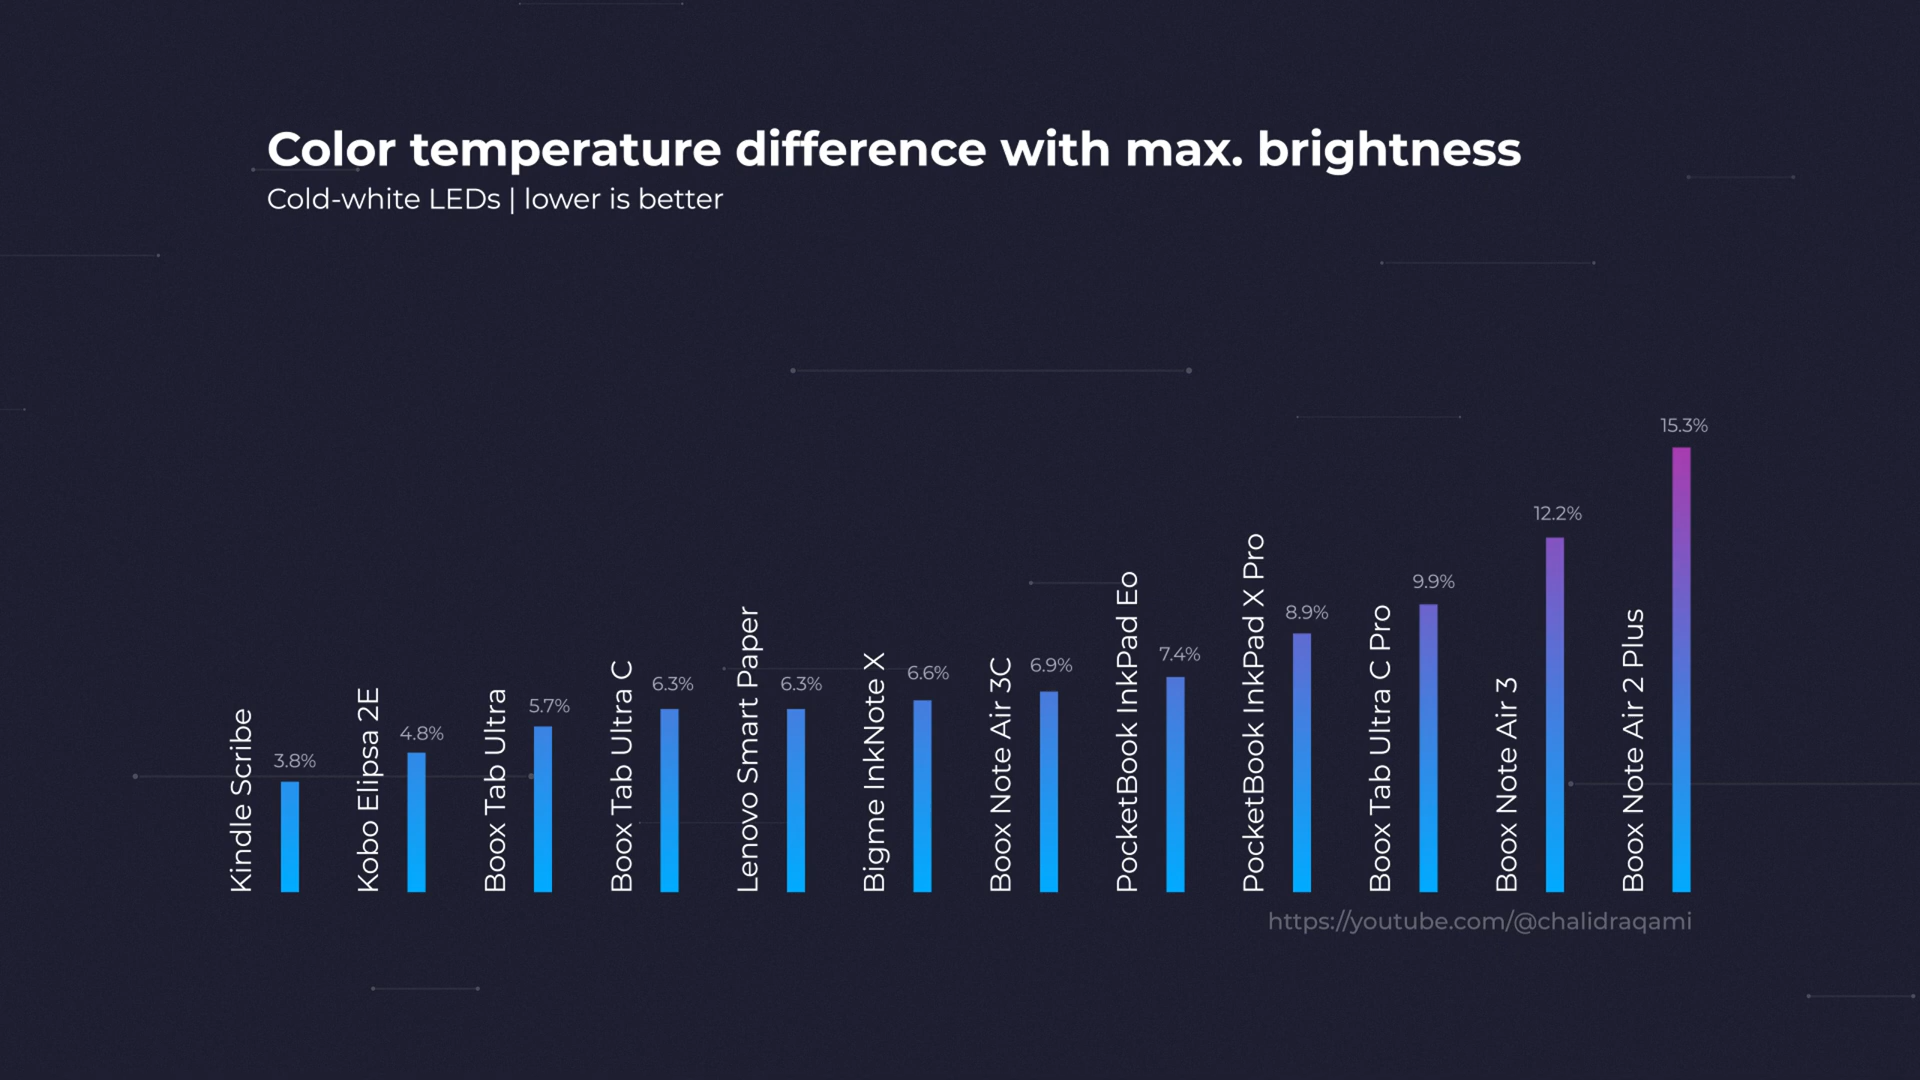 Color temperature difference with max. brightness
Cold-white LEDs | lower is better
Kindle Scribe
3.8%
Kobo Elipsa 2E
4.8%
Boox Tab Ultra
5.7%
Boox Tab Ultra C
6.3%
Lenovo Smart Paper
6.3%
Bigme InkNote X
6.6%
Boox Note Air 3C
6.9%
PocketBook InkPad Eo
7.4%
PocketBook InkPad X Pro
8.9%
Boox Tab Ultra C Pro
9.9%
Boox Note Air 3
12.2%
Boox Note Air 2 Plus
15.3%
https://youtube.com/@chalidraqami